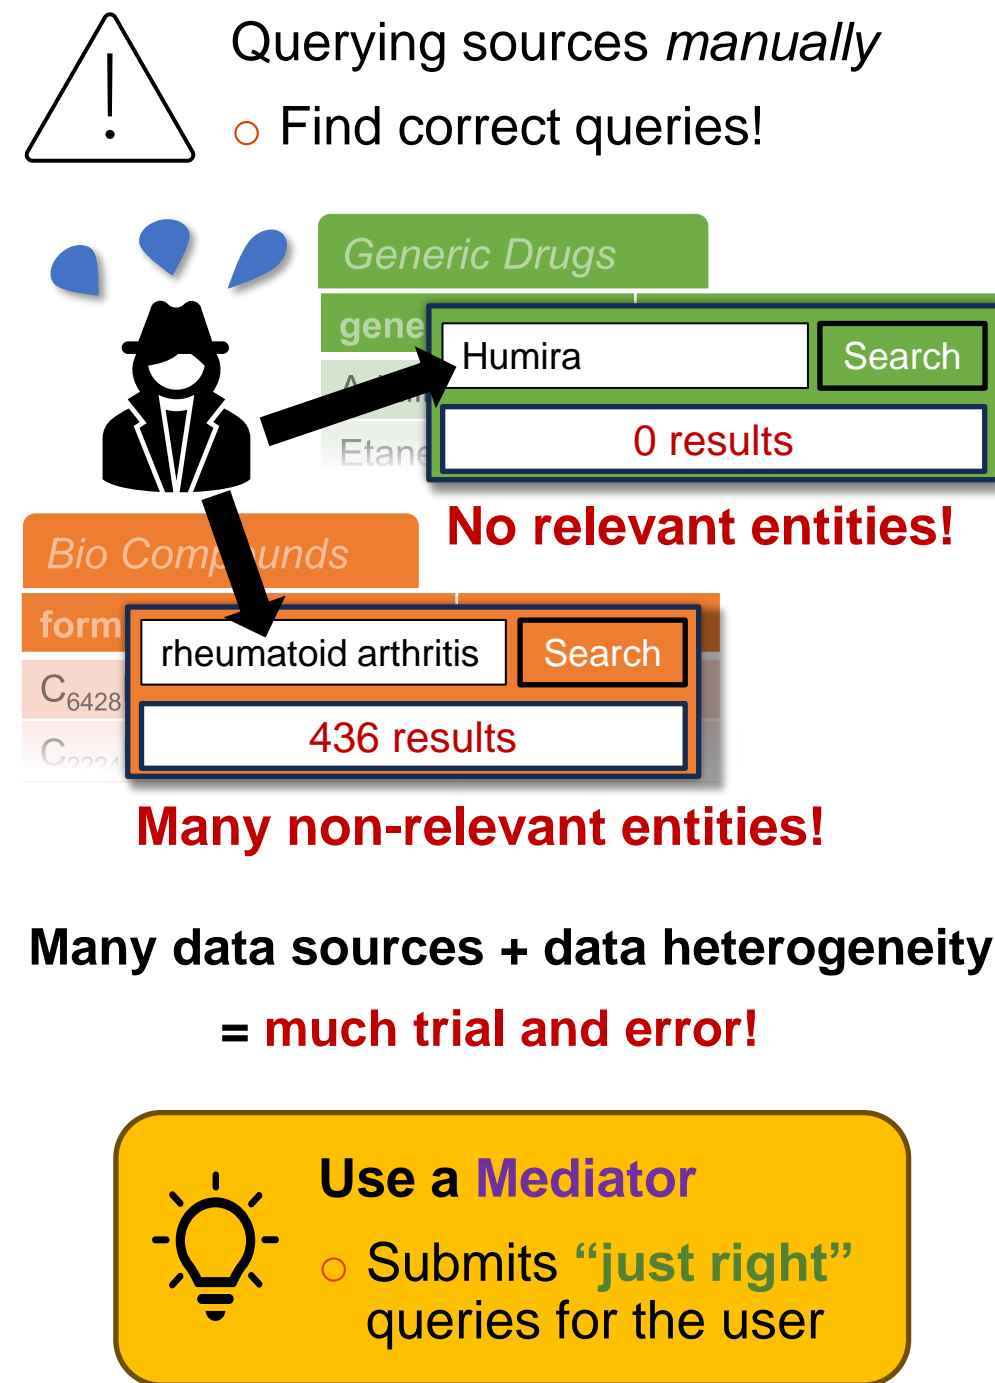 Querying sources manually
○ Find correct queries!
Generic Drugs
Humira
Search
0 results
No relevant entities!
Bio Compounds
rheumatoid arthritis
Search
C6428
436 results
C2224
Many non-relevant entities!
Many data sources + data heterogeneity
= much trial and error!
Use a Mediator
○ Submits “just right”
queries for the user